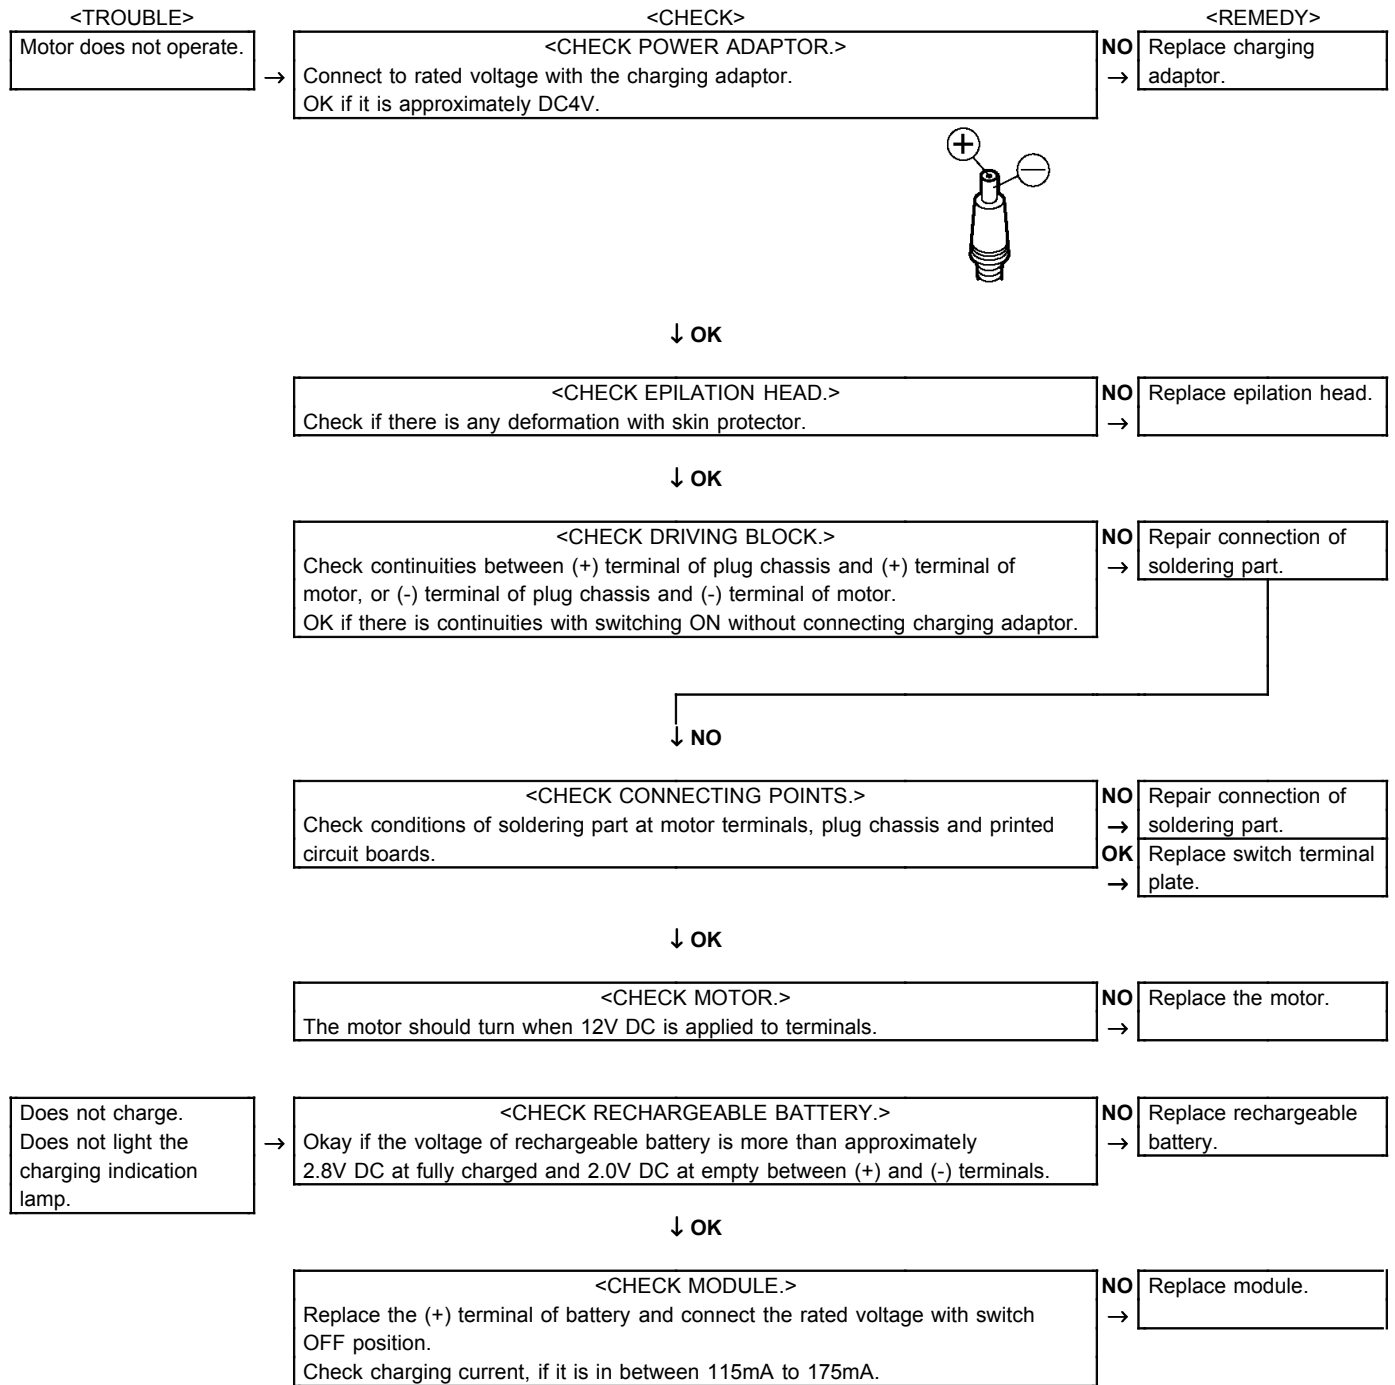 <TROUBLE> <CHECK> <REMEDY>
Motor does not operate.
<CHECK POWER ADAPTOR.>
Connect to rated voltage with the charging adaptor.
OK if it is approximately DC4V.
NO
→
Replace charging
adaptor.
→
+
−
↓ OK
<CHECK EPILATION HEAD.>
Check if there is any deformation with skin protector.
NO
→
Replace epilation head.
↓ OK
<CHECK DRIVING BLOCK.>
Check continuities between (+) terminal of plug chassis and (+) terminal of
motor, or (-) terminal of plug chassis and (-) terminal of motor.
OK if there is continuities with switching ON without connecting charging adaptor.
NO
→
Repair connection of
soldering part.
↓ NO
<CHECK CONNECTING POINTS.>
Check conditions of soldering part at motor terminals, plug chassis and printed
circuit boards.
NO
→
Repair connection of
soldering part.
OK
→
Replace switch terminal
plate.
↓ OK
<CHECK MOTOR.>
The motor should turn when 12V DC is applied to terminals.
NO
→
Replace the motor.
Does not charge.
Does not light the
charging indication
lamp.
→
<CHECK RECHARGEABLE BATTERY.>
Okay if the voltage of rechargeable battery is more than approximately
2.8V DC at fully charged and 2.0V DC at empty between (+) and (-) terminals.
NO
→
Replace rechargeable
battery.
↓ OK
<CHECK MODULE.>
Replace the (+) terminal of battery and connect the rated voltage with switch
OFF position.
Check charging current, if it is in between 115mA to 175mA.
NO
→
Replace module.